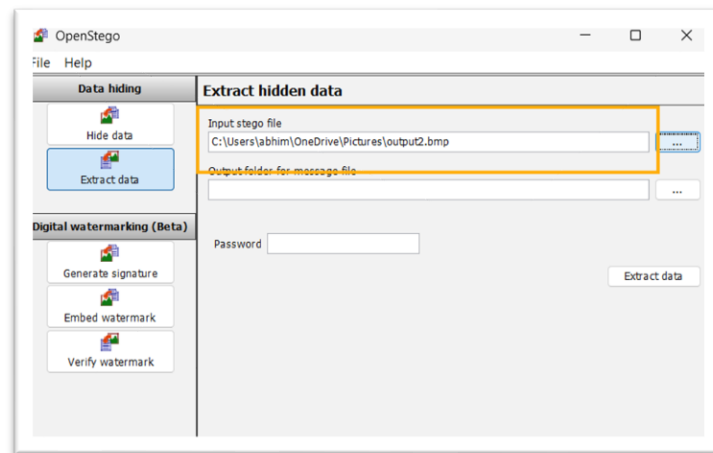 OpenStego
File Help
Data hiding
Hide data
Extract data
Digital watermarking (Beta)
Generate signature
Embed watermark
Verify watermark
Extract hidden data
Input stego file
C:\Users\abhim\OneDrive\Pictures\output2.bmp
...
Output folder for message file
...
Password
Extract data